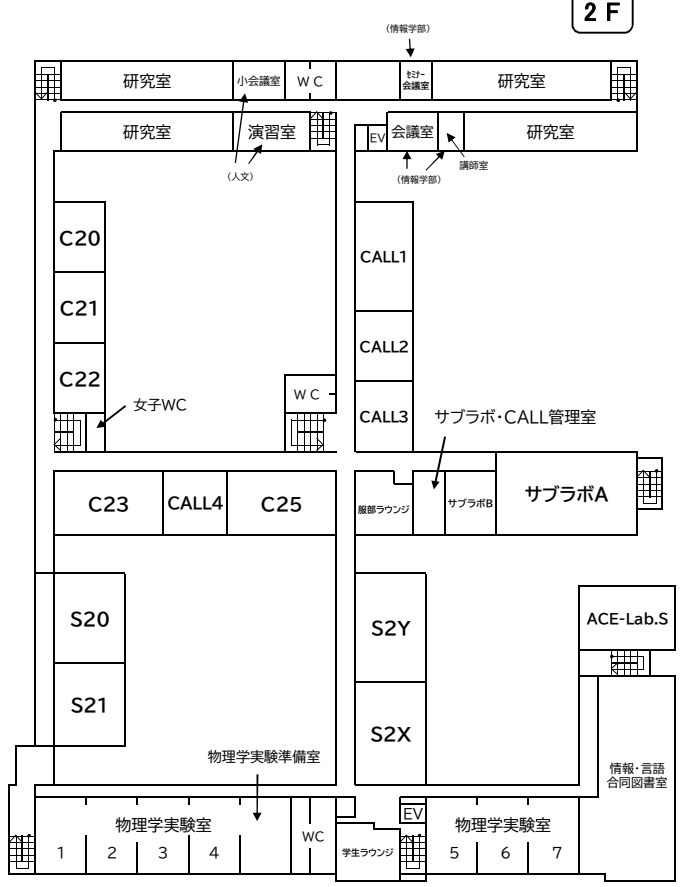 2 F
(情報学部)
研究室
小会議室
W C
セミナー
会議室
研究室
研究室
演習室
EV
会議室
研究室
(人文)
(情報学部)
講師室
C20
CALL1
C21
CALL2
C22
W C
女子WC
CALL3
サブラボ・CALL管理室
C23
CALL4
C25
服部ラウンジ
サブラボB
サブラボA
S20
S2Y
ACE-Lab.S
S21
S2X
物理学実験準備室
情報・言語
合同図書室
物理学実験室
1
2
3
4
WC
学生ラウンジ
EV
物理学実験室
5
6
7